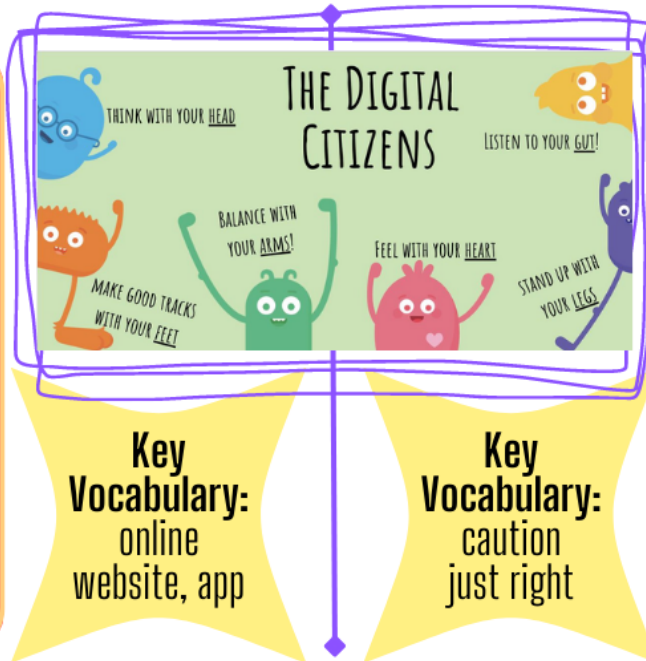 THE DIGITAL
CITIZENS
THINK WITH YOUR HEAD
LISTEN TO YOUR GUT!
BALANCE WITH
YOUR ARMS!
FEEL WITH YOUR HEART
STAND UP WITH
YOUR LEGS
MAKE GOOD TRACKS
WITH YOUR FEET
Key
Vocabulary:
online
website, app
Key
Vocabulary:
caution
just right